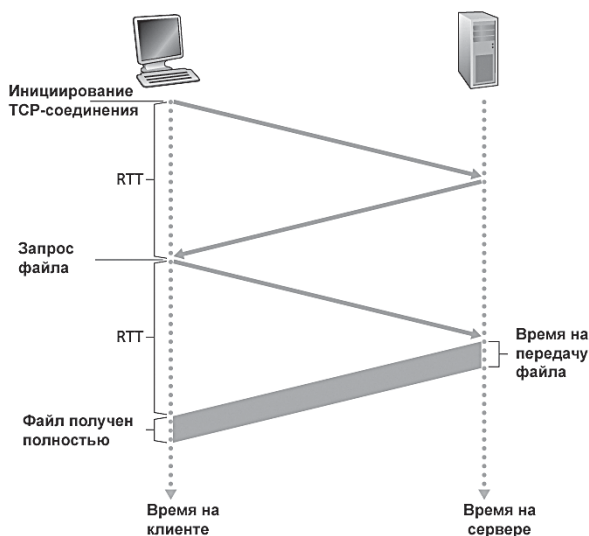 Инициирование
TCP-соединения
RTT
Запрос
файла
RTT
Время на
передачу
файла
Файл получен
полностью
Время на
клиенте
Время на
сервере